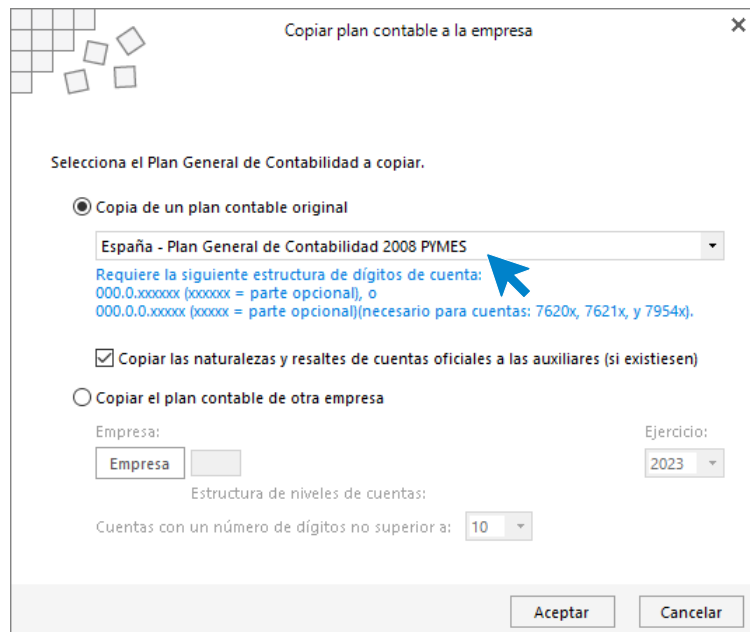 Copiar plan contable a la empresa
Selecciona el Plan General de Contabilidad a copiar.
Copia de un plan contable original
España - Plan General de Contabilidad 2008 PYMES
Requiere la siguiente estructura de dígitos de cuenta:
000.0.xxxxxx (xxxxxx = parte opcional), o
000.0.0.xxxxx (xxxxx = parte opcional)(necesario para cuentas: 7620x, 7621x, y 7954x).
Copiar las naturalezas y resaltes de cuentas oficiales a las auxiliares (si existiesen)
Copiar el plan contable de otra empresa
Empresa: Ejercicio:
Empresa 2023
Estructura de niveles de cuentas:
Cuentas con un número de dígitos no superior a: 10
Aceptar Cancelar